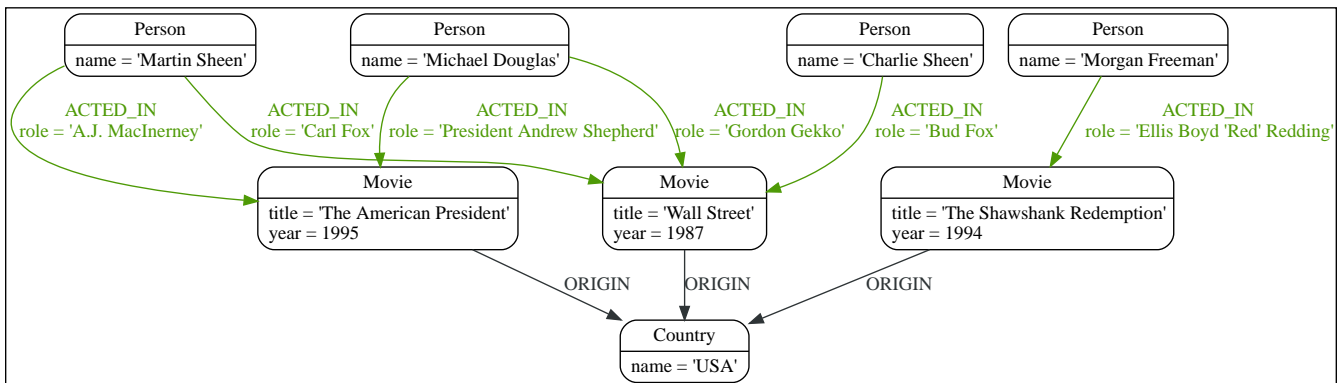 Person
name = 'Martin Sheen'
Person
name = 'Michael Douglas'
Person
name = 'Charlie Sheen'
Person
name = 'Morgan Freeman'
ACTED_IN
role = 'A.J. MacInerney'
ACTED_IN
role = 'Carl Fox'
ACTED_IN
role = 'President Andrew Shepherd'
ACTED_IN
role = 'Gordon Gekko'
ACTED_IN
role = 'Bud Fox'
ACTED_IN
role = 'Ellis Boyd 'Red' Redding'
Movie
title = 'The American President'
year = 1995
Movie
title = 'Wall Street'
year = 1987
Movie
title = 'The Shawshank Redemption'
year = 1994
ORIGIN
ORIGIN
ORIGIN
Country
name = 'USA'